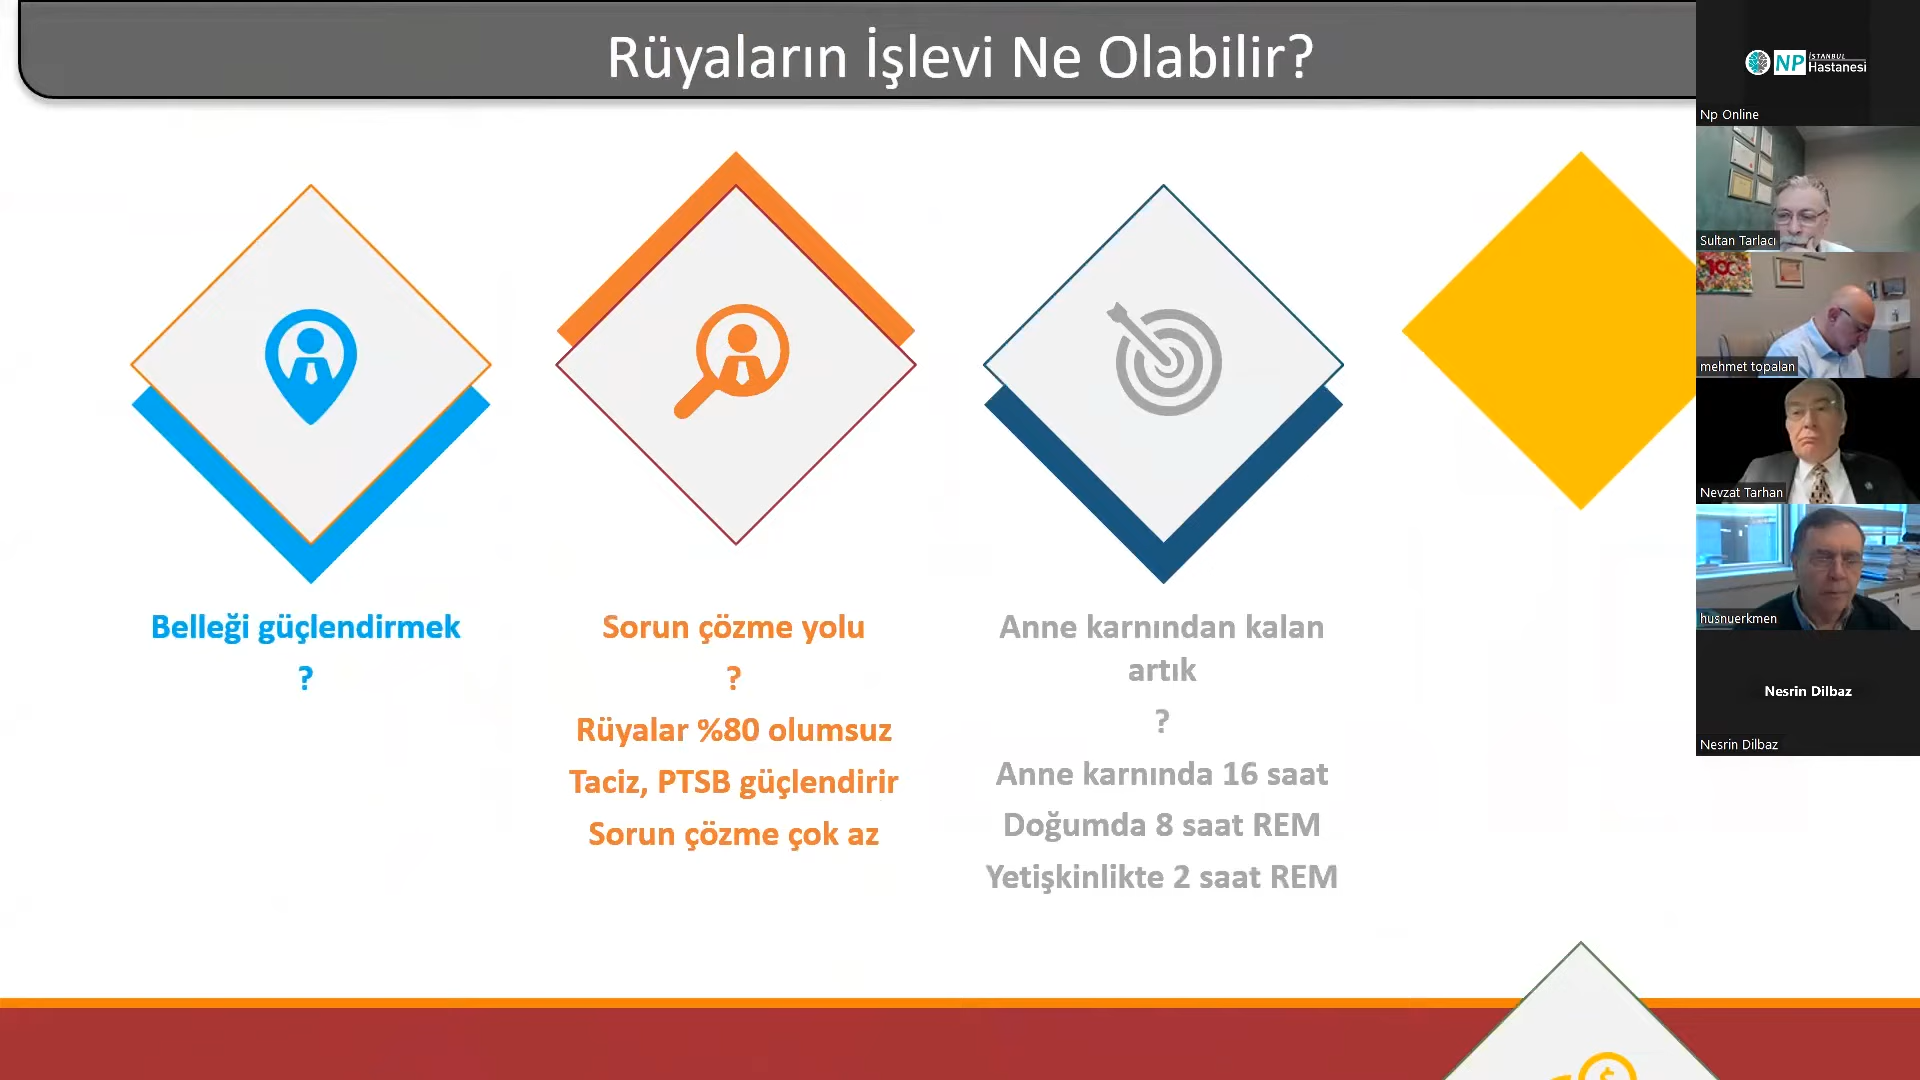 Rüyaların İşlevi Ne Olabilir?
Belleği güçlendirmek
?
Sorun çözme yolu
?
Rüyalar %80 olumsuz
Taciz, PTSB güçlendirir
Sorun çözme çok az
Anne karnından kalan
artık
?
Anne karnında 16 saat
Doğumda 8 saat REM
Yetişkinlikte 2 saat REM
NP İSTANBUL
Hastanesi
Np Online
Sultan Tarlacı
100
mehmet topalan
Nevzat Tarhan
husnuerkmen
Nesrin Dilbaz
Nesrin Dilbaz
$